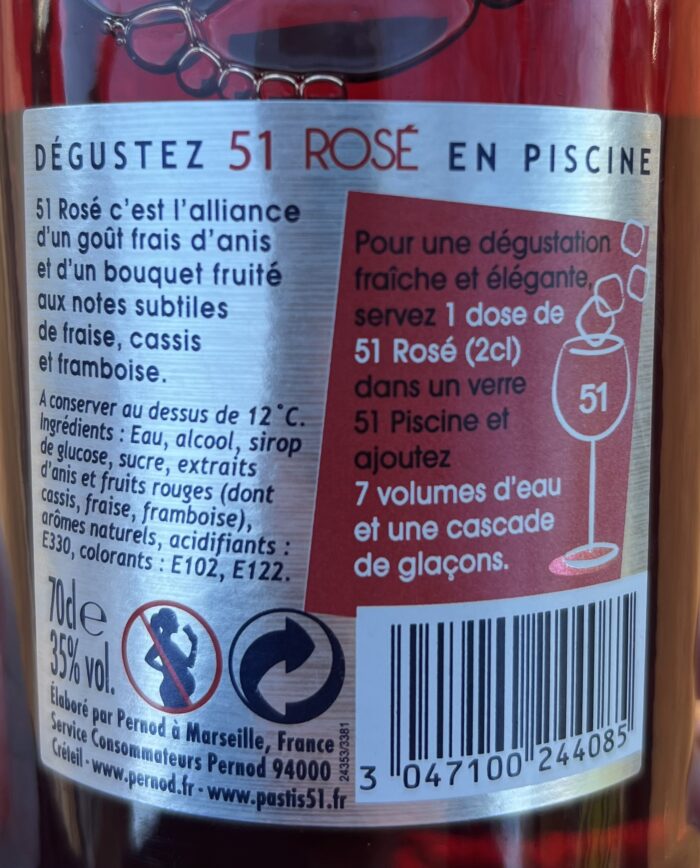 DÉGUSTEZ 51 ROSÉ EN PISCINE
51 Rosé c'est l'alliance
d'un goût frais d'anis
et d'un bouquet fruité
aux notes subtiles
de fraise, cassis
et framboise.
A conserver au dessus de 12°C.
Ingrédients : Eau, alcool, sirop
de glucose, sucre, extraits
d'anis et fruits rouges (dont
cassis, fraise, framboise),
arômes naturels, acidifiants :
E330, colorants : E102, E122.
70cl e
35% vol.
Élaboré par Pernod à Marseille, France
Service Consommateurs Pernod 94000
Créteil - www.pernod.fr - www.pastis51.fr
24353/3381
Pour une dégustation
fraîche et élégante,
servez 1 dose de
51 Rosé (2cl)
dans un verre
51 Piscine et
ajoutez
7 volumes d'eau
et une cascade
de glaçons.
51
3 047100 244085